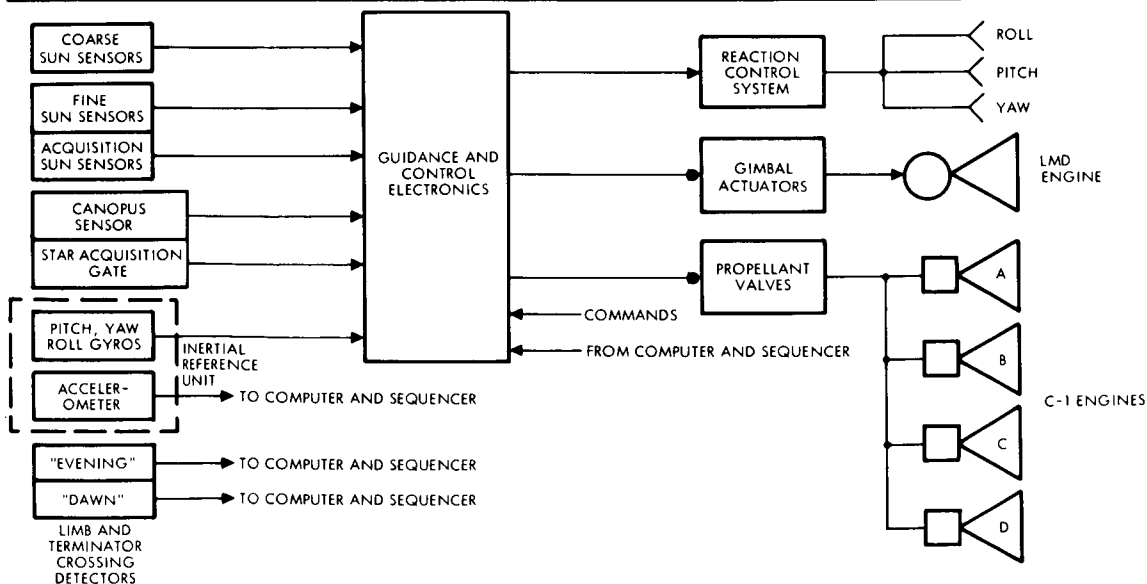 COARSE
SUN SENSORS
FINE
SUN SENSORS
ACQUISITION
SUN SENSORS
CANOPUS
SENSOR
STAR ACQUISITION
GATE
PITCH, YAW
ROLL GYROS
INERTIAL
REFERENCE
UNIT
ACCELER-
OMETER
TO COMPUTER AND SEQUENCER
"EVENING"
TO COMPUTER AND SEQUENCER
"DAWN"
TO COMPUTER AND SEQUENCER
LIMB AND
TERMINATOR
CROSSING
DETECTORS
GUIDANCE AND
CONTROL
ELECTRONICS
COMMANDS
FROM COMPUTER AND SEQUENCER
REACTION
CONTROL
SYSTEM
ROLL
PITCH
YAW
GIMBAL
ACTUATORS
LMD
ENGINE
PROPELLANT
VALVES
A
B
C
D
C-1 ENGINES